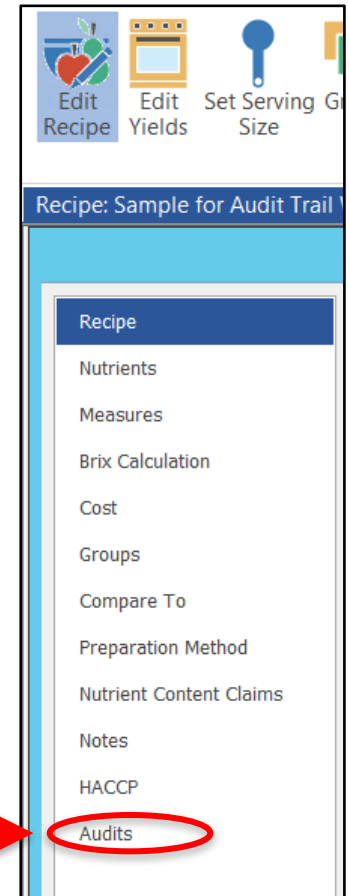 Edit Edit Set Serving G
Recipe Yields Size
Recipe: Sample for Audit Trail
Recipe
Nutrients
Measures
Brix Calculation
Cost
Groups
Compare To
Preparation Method
Nutrient Content Claims
Notes
HACCP
Audits